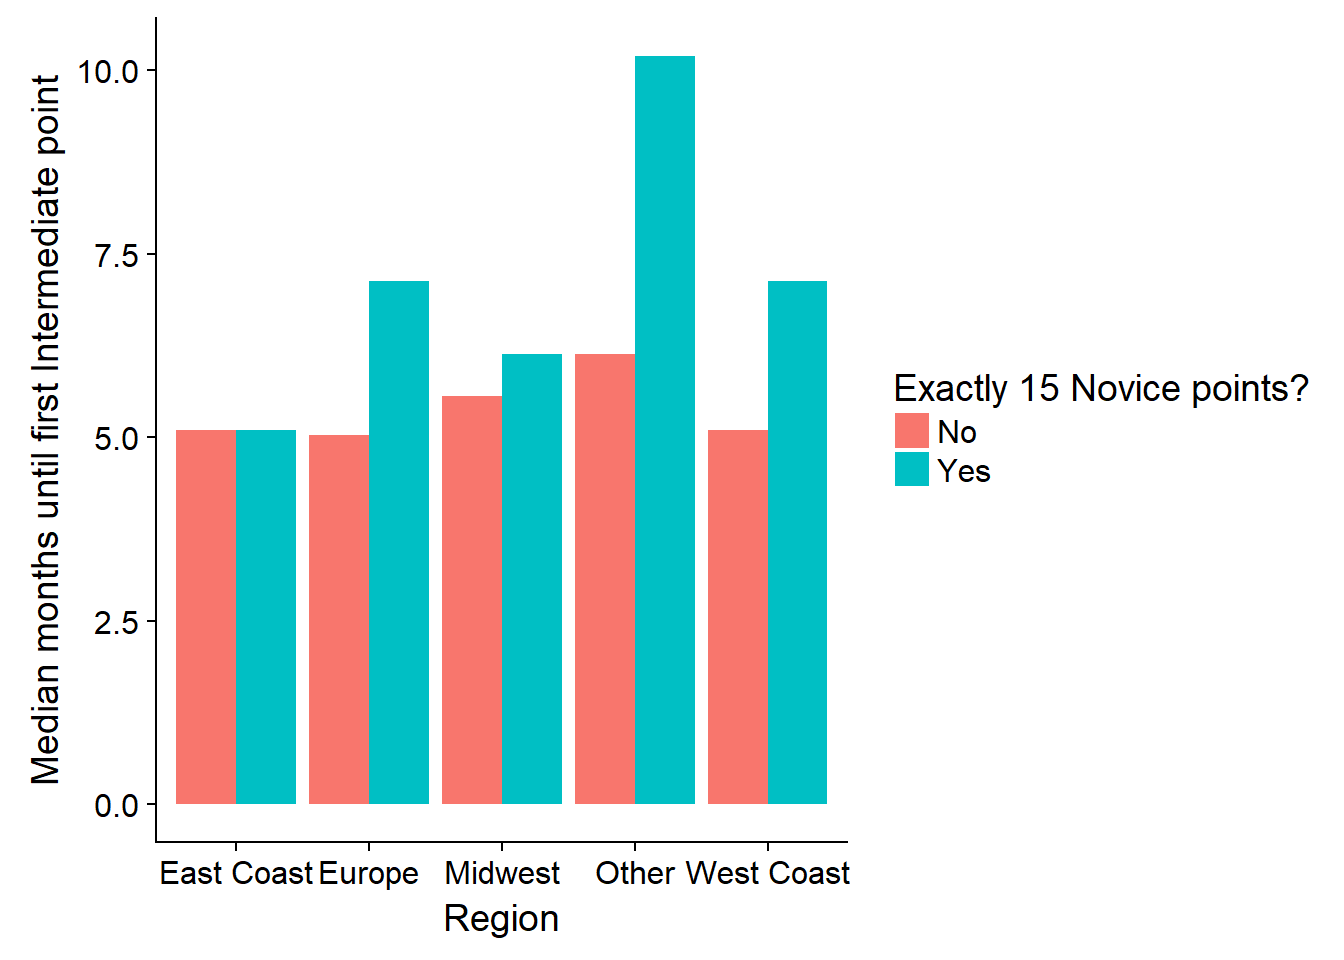 Median months until first Intermediate point
10.0
7.5
5.0
2.5
0.0
East Coast Europe Midwest Other West Coast
Region
Exactly 15 Novice points?
No
Yes